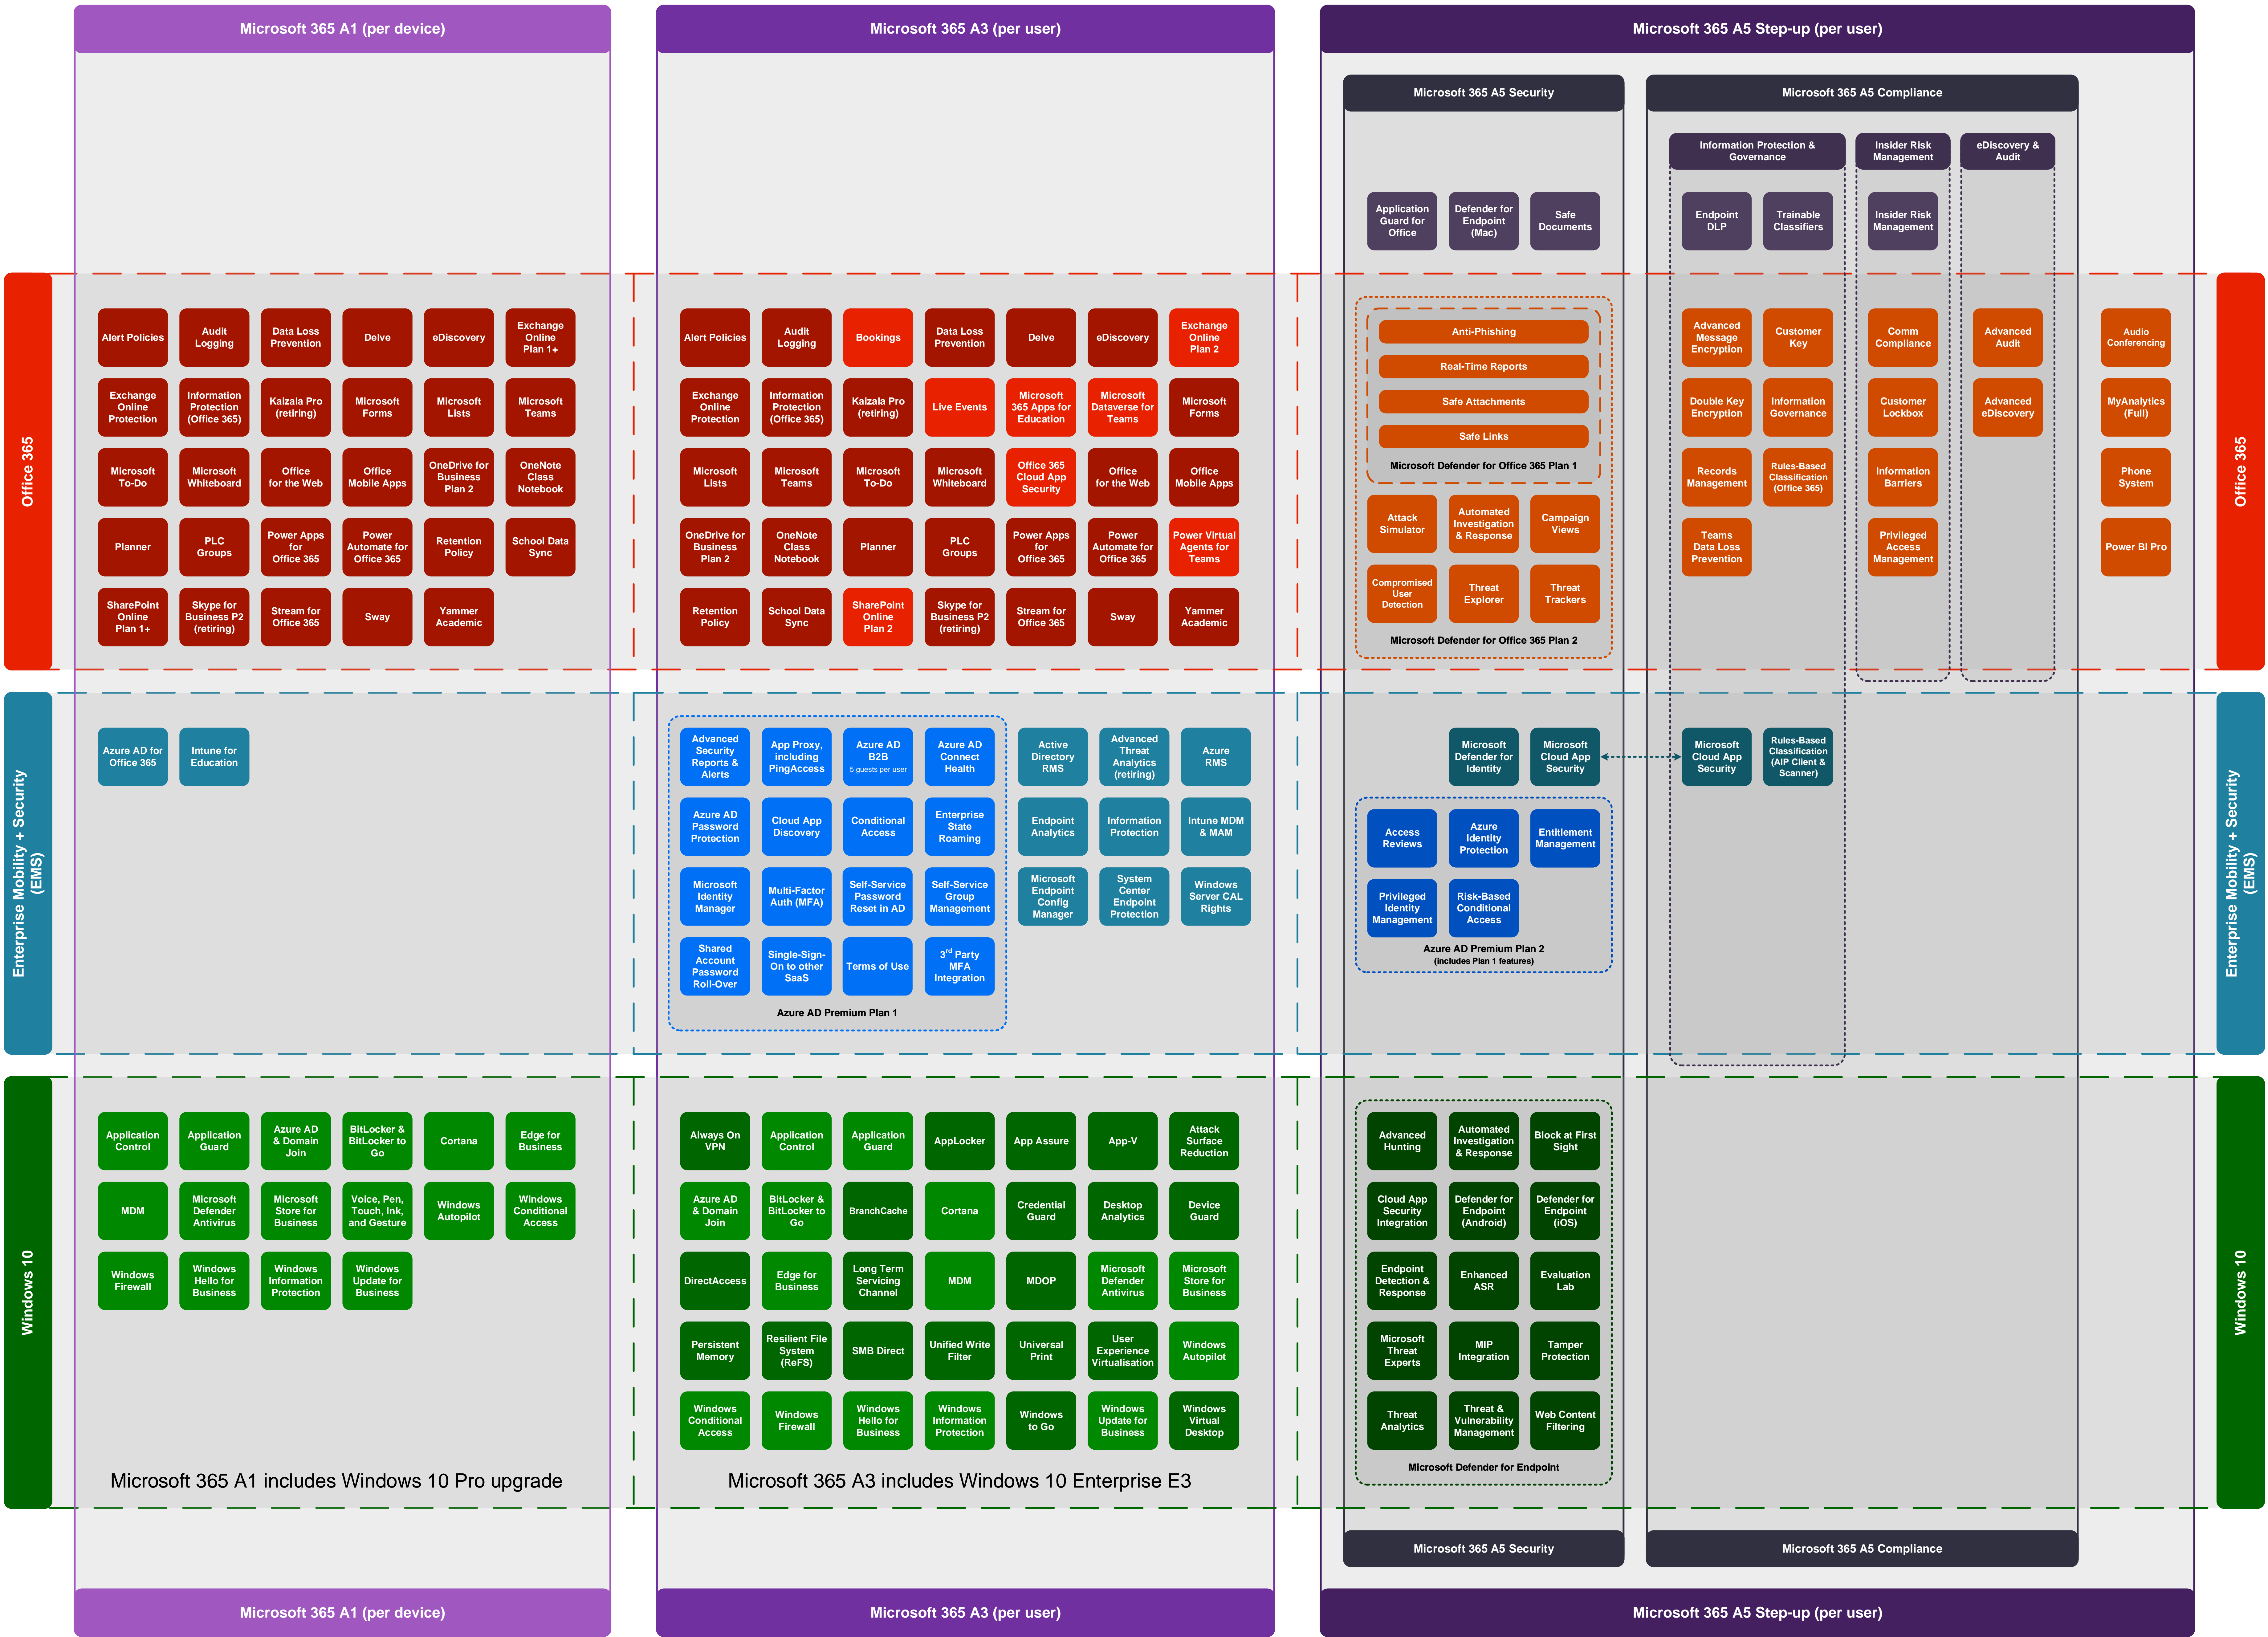 Microsoft 365 A1 (per device)
Microsoft 365 A3 (per user)
Microsoft 365 A5 Step-up (per user)
Microsoft 365 A5 Security
Microsoft 365 A5 Compliance
Information Protection &
Governance
Insider Risk
Management
eDiscovery &
Audit
Application
Guard for
Office
Defender for
Endpoint
(Mac)
Safe
Documents
Endpoint
DLP
Trainable
Classifiers
Insider Risk
Management
Office 365
Alert Policies
Audit
Logging
Data Loss
Prevention
Delve
eDiscovery
Exchange
Online
Plan 1+
Exchange
Online
Protection
Information
Protection
(Office 365)
Kaizala Pro
(retiring)
Microsoft
Forms
Microsoft
Lists
Microsoft
Teams
Microsoft
To-Do
Microsoft
Whiteboard
Office
for the Web
Office
Mobile Apps
OneDrive for
Business
Plan 2
OneNote
Class
Notebook
Planner
PLC
Groups
Power Apps
for
Office 365
Power
Automate for
Office 365
Retention
Policy
School Data
Sync
SharePoint
Online
Plan 1+
Skype for
Business P2
(retiring)
Stream for
Office 365
Sway
Yammer
Academic
Alert Policies
Audit
Logging
Bookings
Data Loss
Prevention
Delve
eDiscovery
Exchange
Online
Plan 2
Exchange
Online
Protection
Information
Protection
(Office 365)
Kaizala Pro
(retiring)
Live Events
Microsoft
365 Apps for
Education
Microsoft
Dataverse for
Teams
Microsoft
Forms
Microsoft
Lists
Microsoft
Teams
Microsoft
To-Do
Microsoft
Whiteboard
Office 365
Cloud App
Security
Office
for the Web
Office
Mobile Apps
OneDrive for
Business
Plan 2
OneNote
Class
Notebook
Planner
PLC
Groups
Power Apps
for
Office 365
Power
Automate for
Office 365
Power Virtual
Agents for
Teams
Retention
Policy
School Data
Sync
SharePoint
Online
Plan 2
Skype for
Business P2
(retiring)
Stream for
Office 365
Sway
Yammer
Academic
Anti-Phishing
Real-Time Reports
Safe Attachments
Safe Links
Microsoft Defender for Office 365 Plan 1
Attack
Simulator
Automated
Investigation
& Response
Campaign
Views
Compromised
User
Detection
Threat
Explorer
Threat
Trackers
Microsoft Defender for Office 365 Plan 2
Advanced
Message
Encryption
Customer
Key
Double Key
Encryption
Information
Governance
Records
Management
Rules-Based
Classification
(Office 365)
Teams
Data Loss
Prevention
Comm
Compliance
Customer
Lockbox
Information
Barriers
Privileged
Access
Management
Advanced
Audit
Advanced
eDiscovery
Audio
Conferencing
MyAnalytics
(Full)
Phone
System
Power BI Pro
Office 365
Enterprise Mobility + Security
(EMS)
Azure AD for
Office 365
Intune for
Education
Advanced
Security
Reports &
Alerts
App Proxy,
including
PingAccess
Azure AD
B2B
5 guests per user
Azure AD
Connect
Health
Azure AD
Password
Protection
Cloud App
Discovery
Conditional
Access
Enterprise
State
Roaming
Microsoft
Identity
Manager
Multi-Factor
Auth (MFA)
Self-Service
Password
Reset in AD
Self-Service
Group
Management
Shared
Account
Password
Roll-Over
Single-Sign-
On to other
SaaS
Terms of Use
3rd Party
MFA
Integration
Azure AD Premium Plan 1
Active
Directory
RMS
Advanced
Threat
Analytics
(retiring)
Azure
RMS
Endpoint
Analytics
Information
Protection
Intune MDM
& MAM
Microsoft
Endpoint
Config
Manager
System
Center
Endpoint
Protection
Windows
Server CAL
Rights
Microsoft
Defender for
Identity
Microsoft
Cloud App
Security
Access
Reviews
Azure
Identity
Protection
Entitlement
Management
Privileged
Identity
Management
Risk-Based
Conditional
Access
Azure AD Premium Plan 2
(includes Plan 1 features)
Microsoft
Cloud App
Security
Rules-Based
Classification
(AIP Client &
Scanner)
Enterprise Mobility + Security
(EMS)
Windows 10
Application
Control
Application
Guard
Azure AD
& Domain
Join
BitLocker &
BitLocker to
Go
Cortana
Edge for
Business
MDM
Microsoft
Defender
Antivirus
Microsoft
Store for
Business
Voice, Pen,
Touch, Ink,
and Gesture
Windows
Autopilot
Windows
Conditional
Access
Windows
Firewall
Windows
Hello for
Business
Windows
Information
Protection
Windows
Update for
Business
Microsoft 365 A1 includes Windows 10 Pro upgrade
Always On
VPN
Application
Control
Application
Guard
AppLocker
App Assure
App-V
Attack
Surface
Reduction
Azure AD
& Domain
Join
BitLocker &
BitLocker to
Go
BranchCache
Cortana
Credential
Guard
Desktop
Analytics
Device
Guard
DirectAccess
Edge for
Business
Long Term
Servicing
Channel
MDM
MDOP
Microsoft
Defender
Antivirus
Microsoft
Store for
Business
Persistent
Memory
Resilient File
System
(ReFS)
SMB Direct
Unified Write
Filter
Universal
Print
User
Experience
Virtualisation
Windows
Autopilot
Windows
Conditional
Access
Windows
Firewall
Windows
Hello for
Business
Windows
Information
Protection
Windows
to Go
Windows
Update for
Business
Windows
Virtual
Desktop
Microsoft 365 A3 includes Windows 10 Enterprise E3
Advanced
Hunting
Automated
Investigation
& Response
Block at First
Sight
Cloud App
Security
Integration
Defender for
Endpoint
(Android)
Defender for
Endpoint
(iOS)
Endpoint
Detection &
Response
Enhanced
ASR
Evaluation
Lab
Microsoft
Threat
Experts
MIP
Integration
Tamper
Protection
Threat
Analytics
Threat &
Vulnerability
Management
Web Content
Filtering
Microsoft Defender for Endpoint
Windows 10
Microsoft 365 A5 Security
Microsoft 365 A5 Compliance
Microsoft 365 A1 (per device)
Microsoft 365 A3 (per user)
Microsoft 365 A5 Step-up (per user)